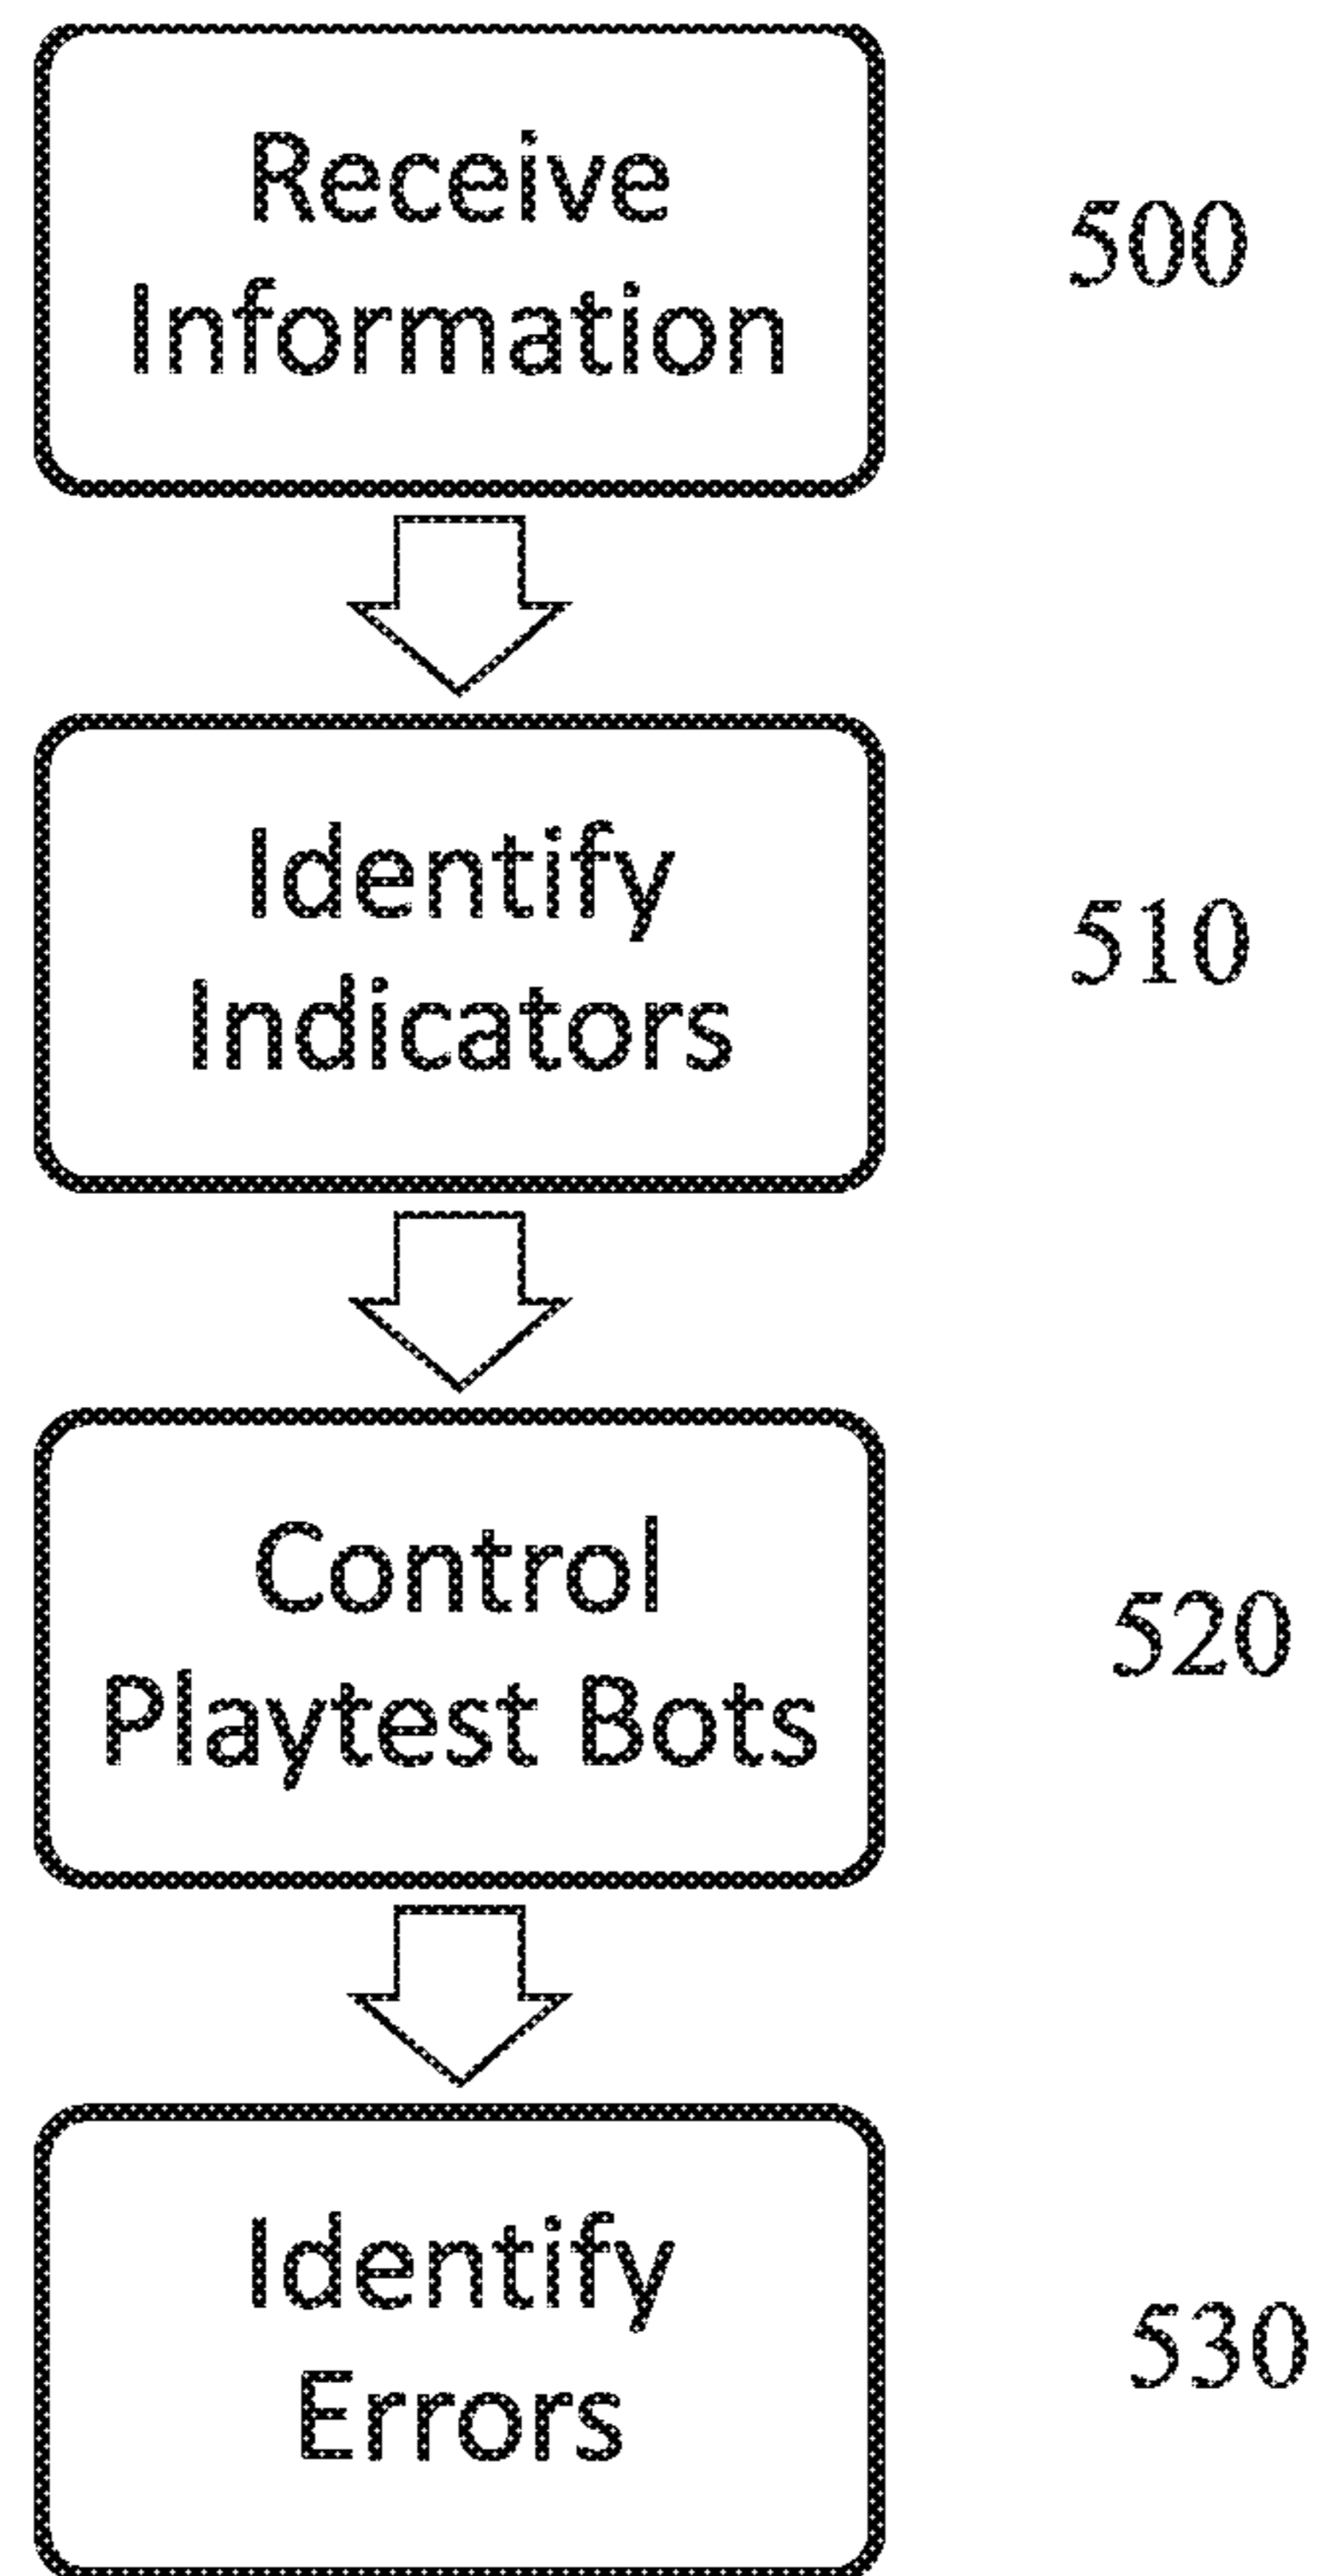 Receive
Information
500
Identify
Indicators
510
Control
Playtest Bots
520
Identify
Errors
530